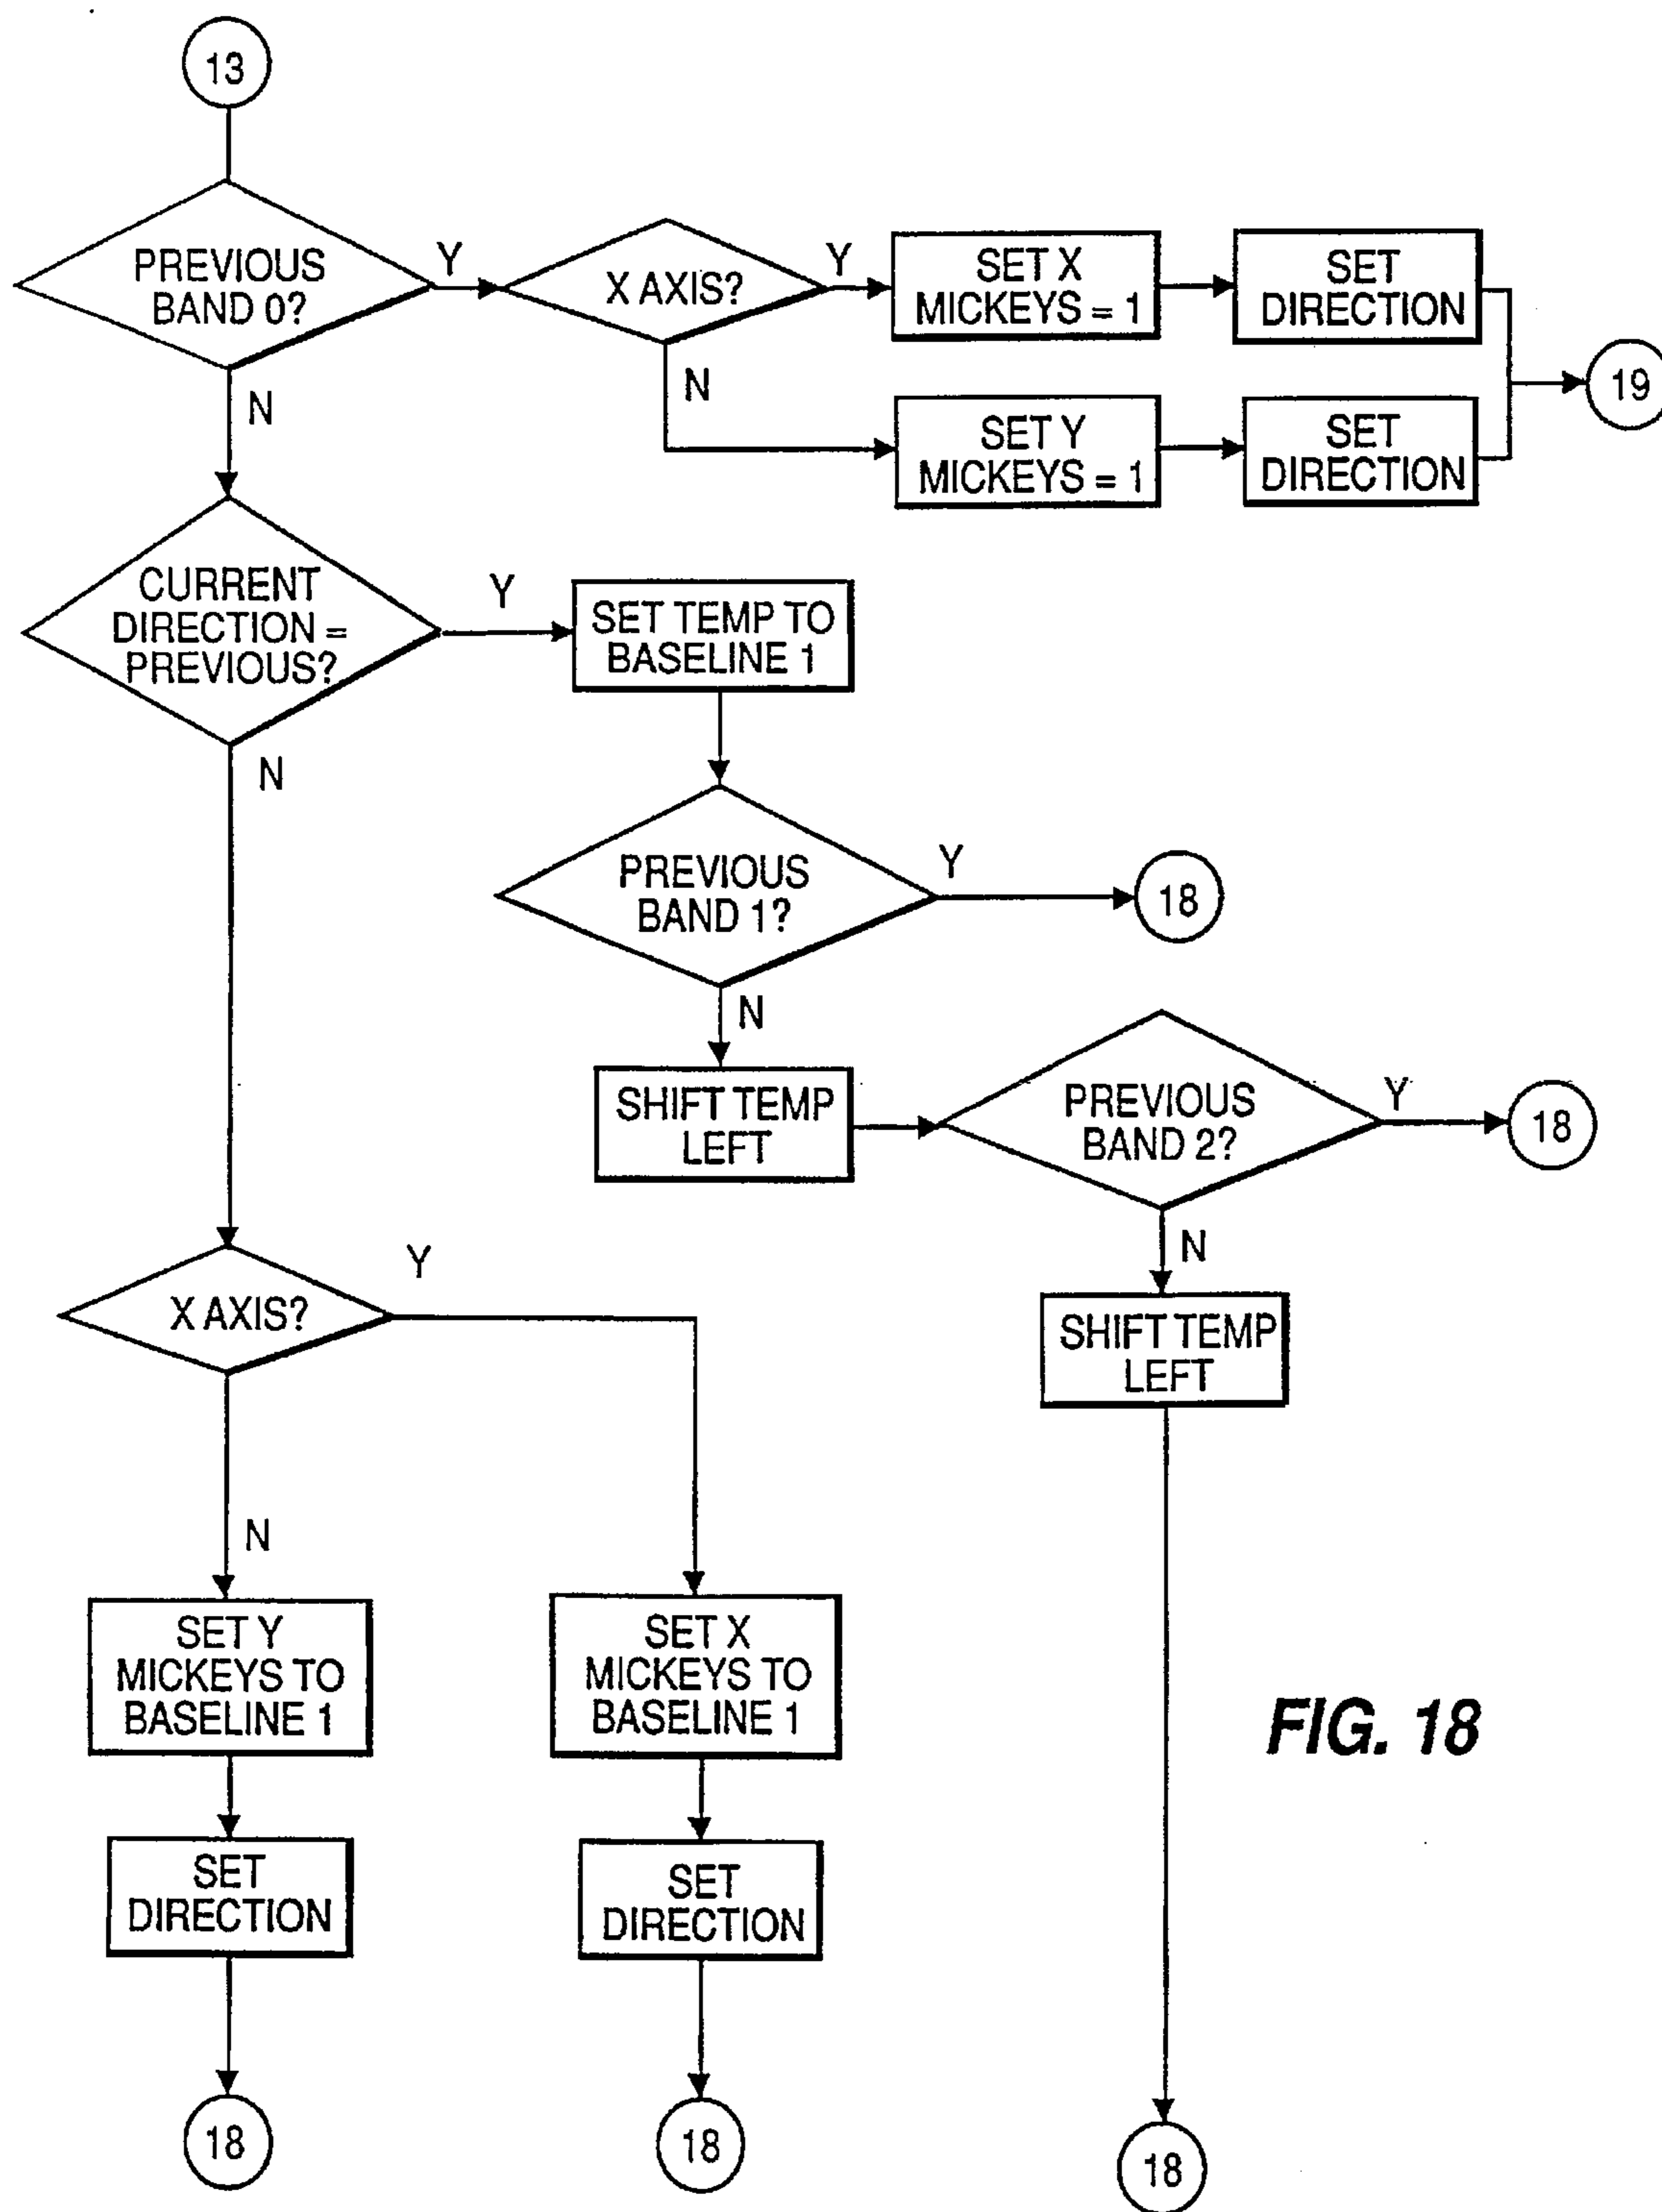 13
PREVIOUS
BAND 0?
Y
X AXIS?
Y
SET X
MICKEYS = 1
SET
DIRECTION
N
SET Y
MICKEYS = 1
SET
DIRECTION
19
N
CURRENT
DIRECTION =
PREVIOUS?
Y
SET TEMP TO
BASELINE 1
N
PREVIOUS
BAND 1?
Y
18
N
SHIFT TEMP
LEFT
PREVIOUS
BAND 2?
Y
18
N
SHIFT TEMP
LEFT
18
X AXIS?
Y
N
SET Y
MICKEYS TO
BASELINE 1
SET
DIRECTION
18
SET X
MICKEYS TO
BASELINE 1
SET
DIRECTION
18
FIG. 18